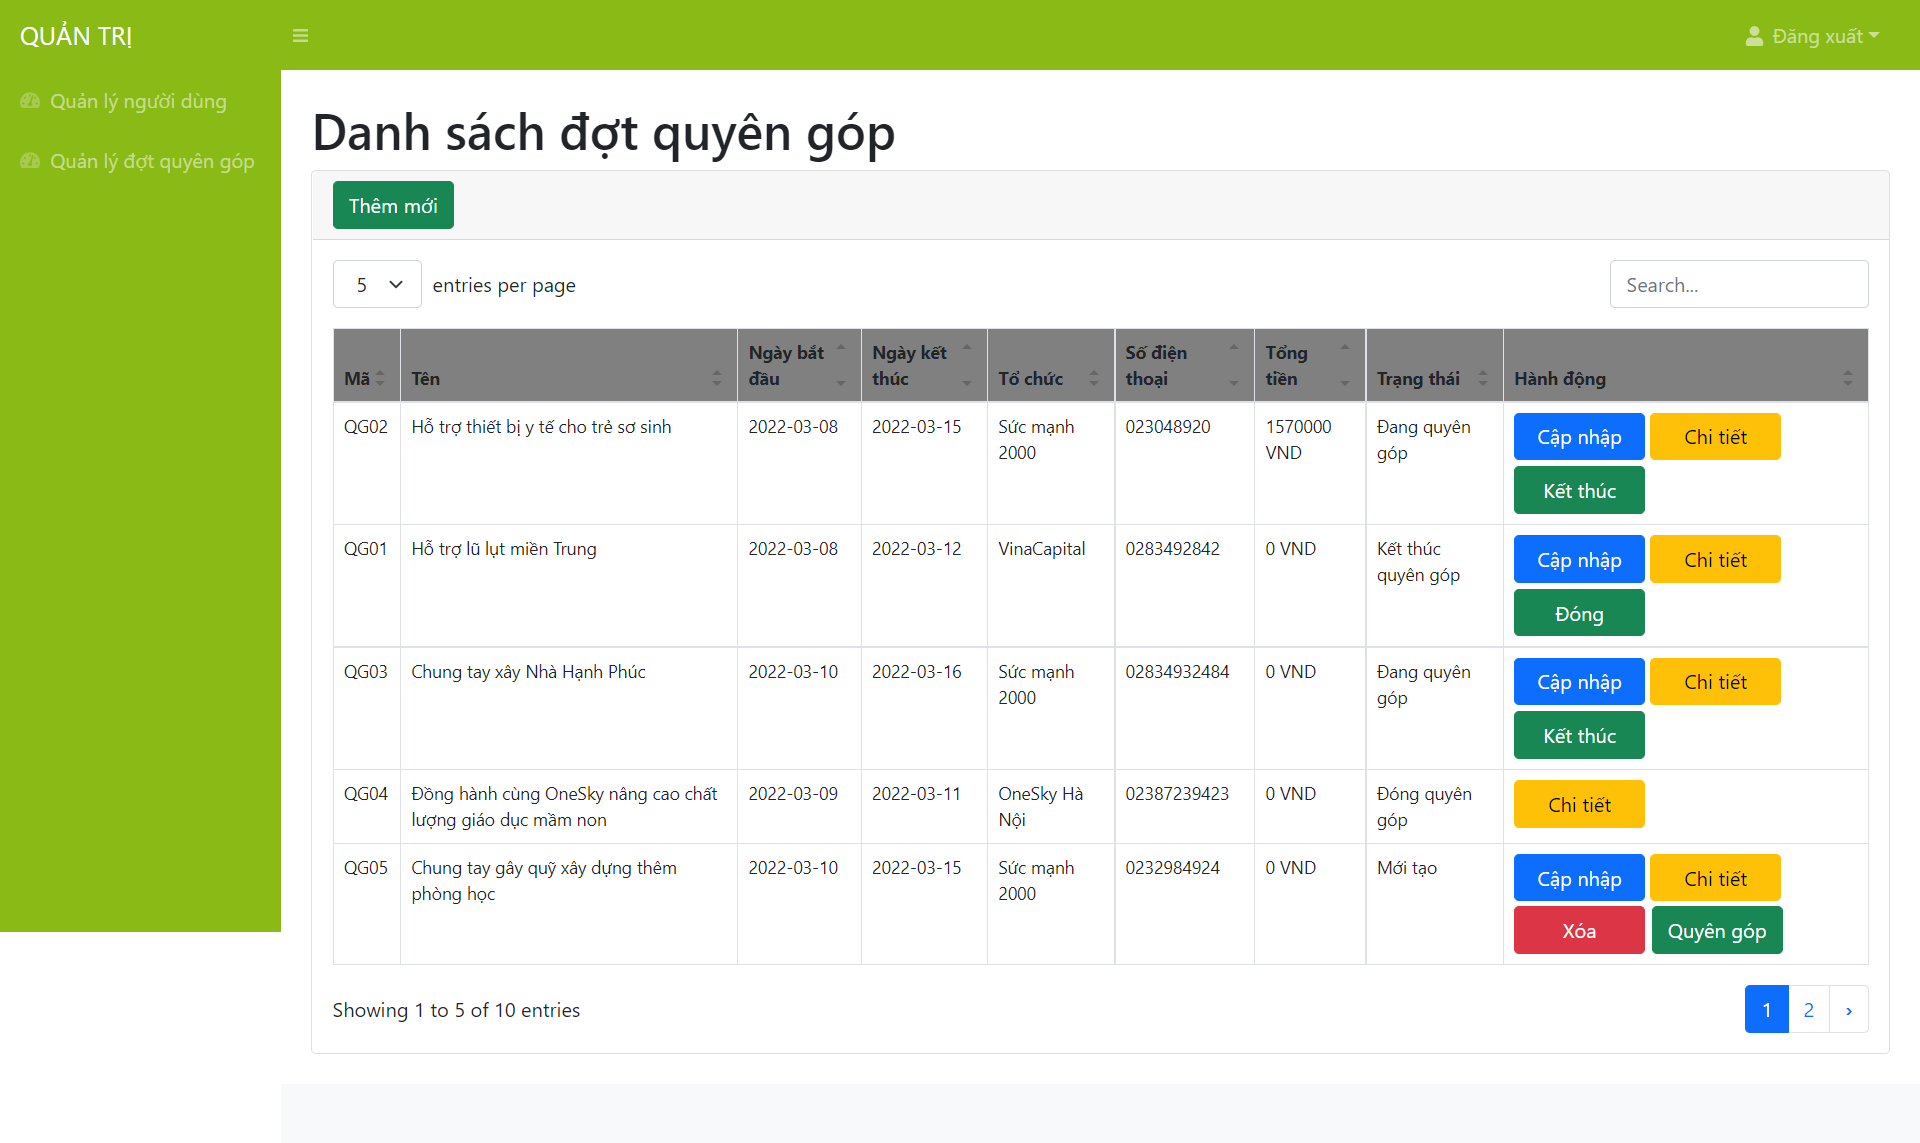 QUẢN TRỊ
Đăng xuất
Quản lý người dùng
Quản lý đợt quyên góp
Danh sách đợt quyên góp
Thêm mới
5 entries per page
Search...
Mã Tên Ngày bắt đầu Ngày kết thúc Tổ chức Số điện thoại Tổng tiền Trạng thái Hành động
QG02 Hỗ trợ thiết bị y tế cho trẻ sơ sinh 2022-03-08 2022-03-15 Sức mạnh 2000 023048920 1570000 VND Đang quyên góp Cập nhập Chi tiết
Kết thúc
QG01 Hỗ trợ lũ lụt miền Trung 2022-03-08 2022-03-12 VinaCapital 0283492842 0 VND Kết thúc quyên góp Cập nhập Chi tiết
Đóng
QG03 Chung tay xây Nhà Hạnh Phúc 2022-03-10 2022-03-16 Sức mạnh 2000 02834932484 0 VND Đang quyên góp Cập nhập Chi tiết
Kết thúc
QG04 Đồng hành cùng OneSky nâng cao chất lượng giáo dục mầm non 2022-03-09 2022-03-11 OneSky Hà Nội 02387239423 0 VND Đóng quyên góp Chi tiết
QG05 Chung tay gây quỹ xây dựng thêm phòng học 2022-03-10 2022-03-15 Sức mạnh 2000 0232984924 0 VND Mới tạo Cập nhập Chi tiết
Xóa Quyên góp
Showing 1 to 5 of 10 entries
1 2 ›